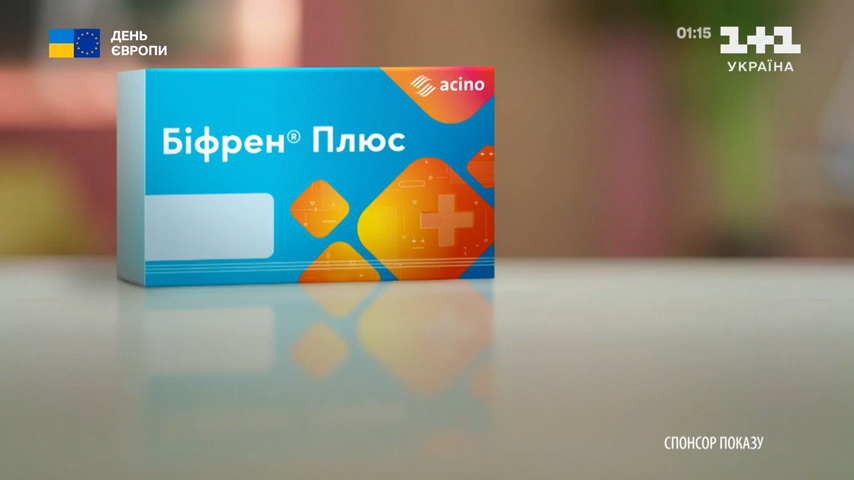 ДЕНЬ
ЄВРОПИ
01:15
1+1
УКРАЇНА
acino
Біфрен® Плюс
СПОНСОР ПОКАЗУ